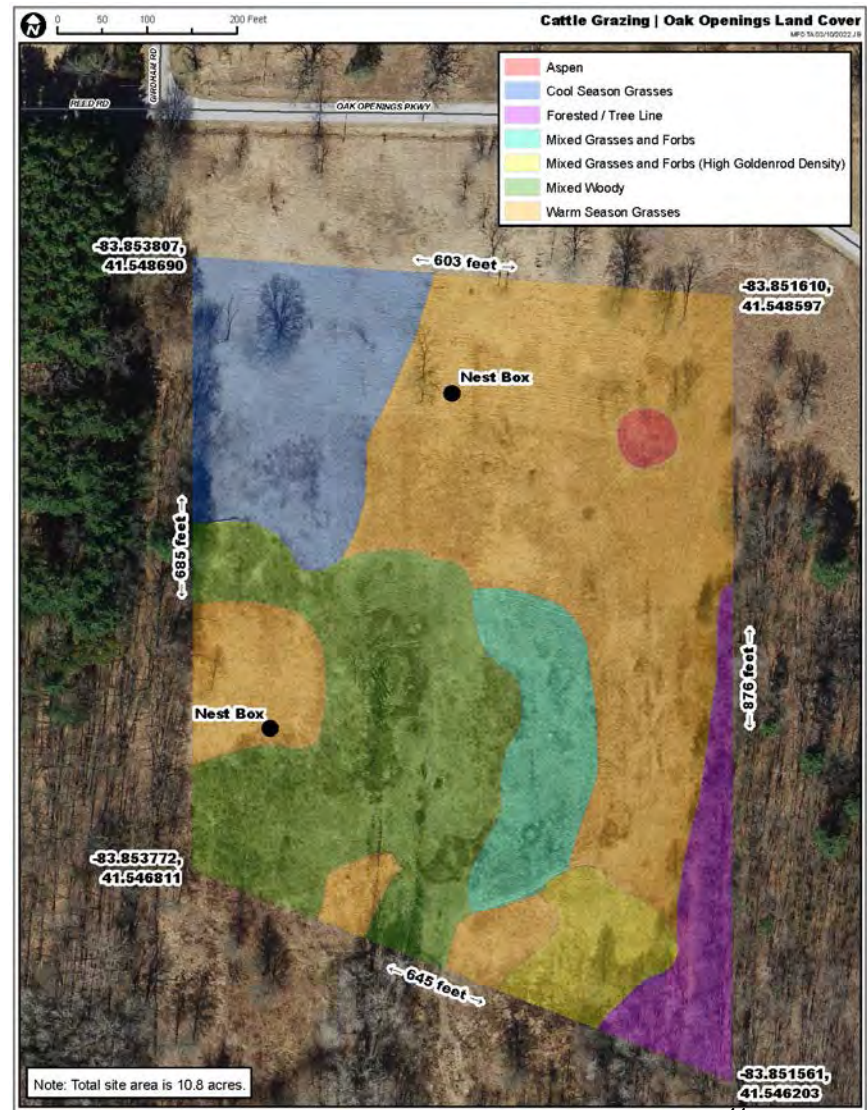 0 50 100 200 Feet
Cattle Grazing | Oak Openings Land Cover
Aspen
Cool Season Grasses
Forested / Tree Line
Mixed Grasses and Forbs
Mixed Grasses and Forbs (High Goldenrod Density)
Mixed Woody
Warm Season Grasses
REED RD
GIRDHAM RD
OAK OPENINGS PKWY
-83.853807,
41.548690
← 603 feet →
-83.851610,
41.548597
Nest Box
← 685 feet →
Nest Box
← 876 feet →
-83.853772,
41.546811
← 645 feet →
-83.851561,
41.546203
Note: Total site area is 10.8 acres.